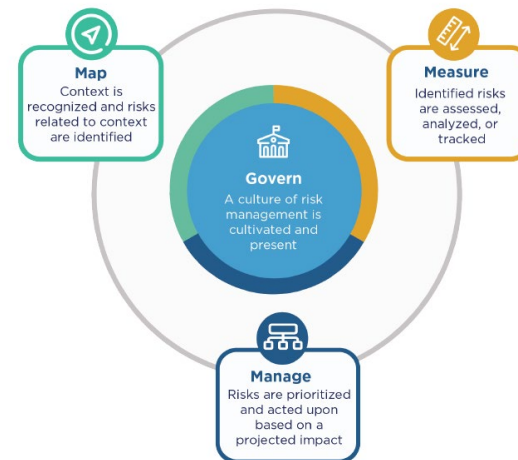 Map
Context is
recognized and risks
related to context
are identified
Measure
Identified risks
are assessed,
analyzed, or
tracked
Govern
A culture of risk
management is
cultivated and
present
Manage
Risks are prioritized
and acted upon
based on a
projected impact